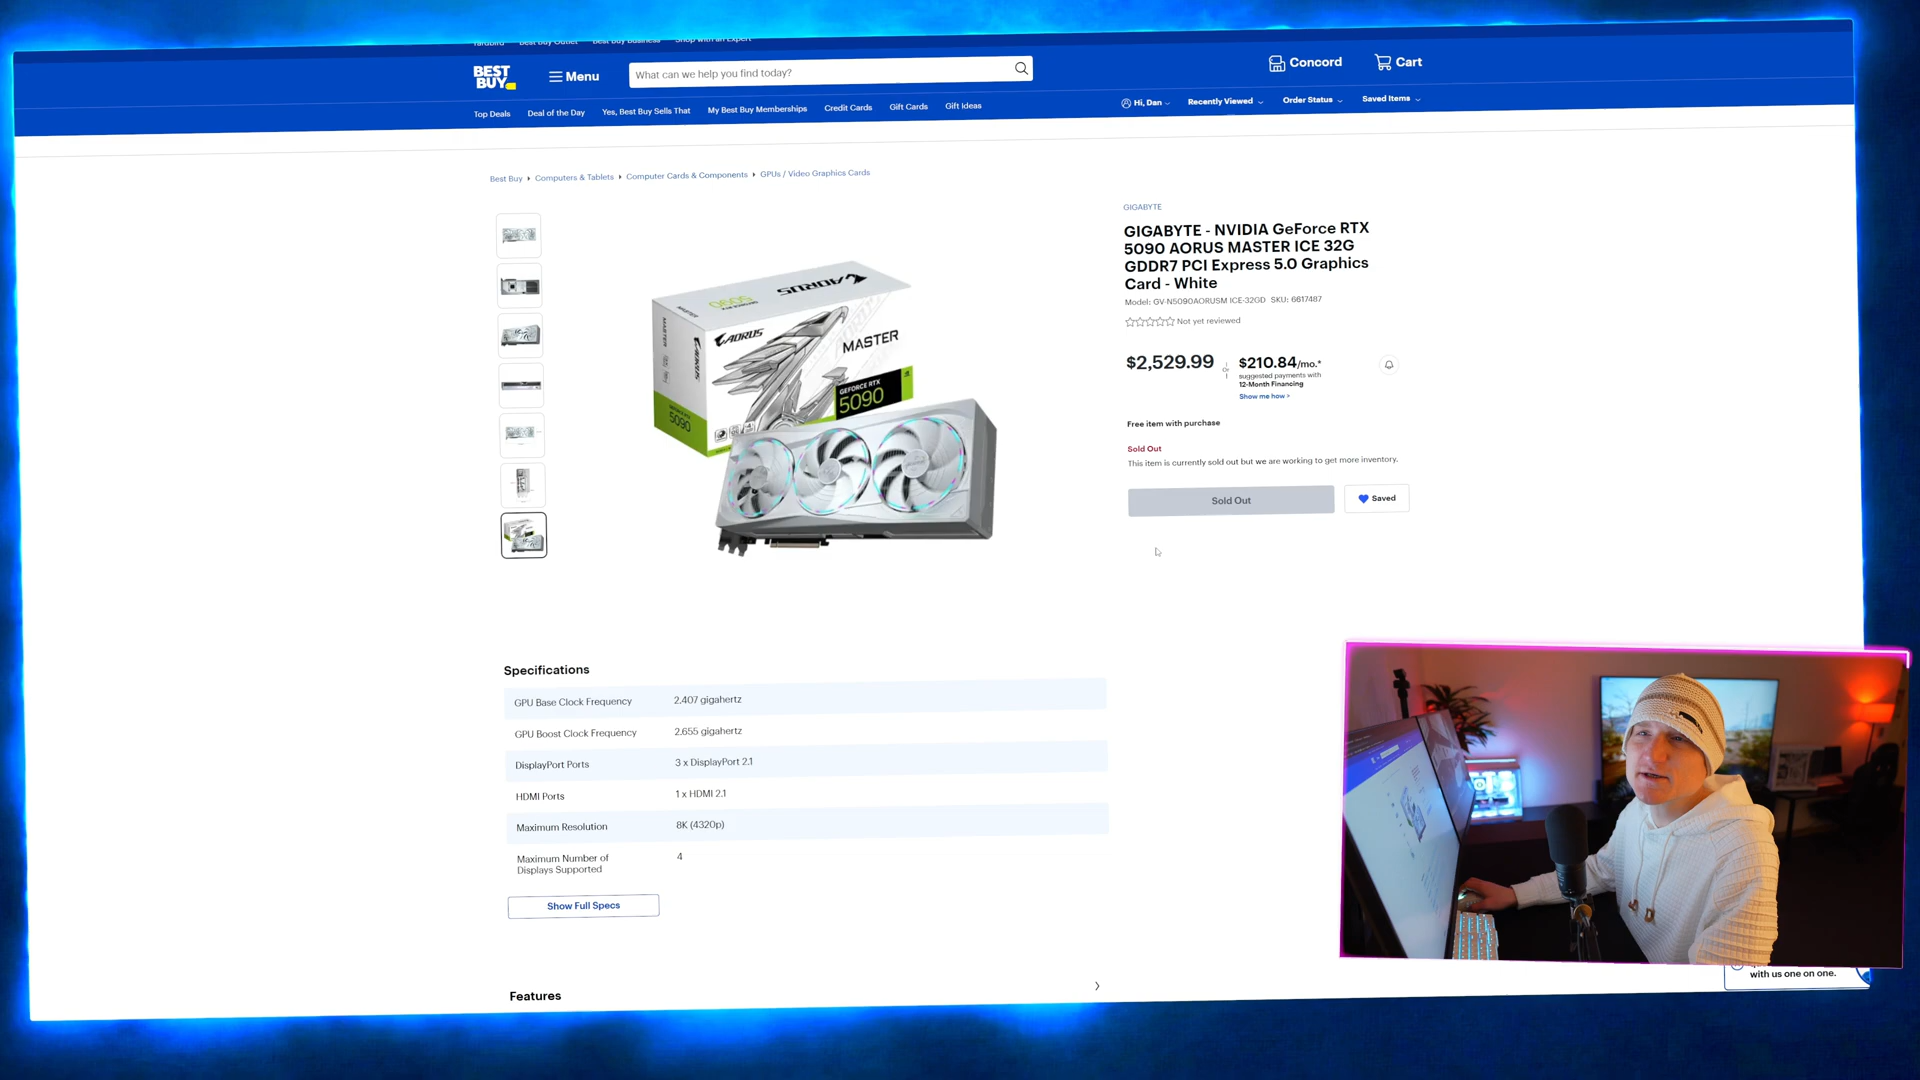 Yardbird Best Buy Outlet Best Buy Business Shop with an Expert
BEST BUY
Menu
What can we help you find today?
Concord
Cart
Top Deals
Deal of the Day
Yes, Best Buy Sells That
My Best Buy Memberships
Credit Cards
Gift Cards
Gift Ideas
Hi, Dan
Recently Viewed
Order Status
Saved Items
Best Buy
Computers & Tablets
Computer Cards & Components
GPUs / Video Graphics Cards
GIGABYTE
GIGABYTE - NVIDIA GeForce RTX
5090 AORUS MASTER ICE 32G
GDDR7 PCI Express 5.0 Graphics
Card - White
Model: GV-N5090AORUSM ICE-32GD SKU: 6617487
Not yet reviewed
$2,529.99
or
$210.84/mo.*
suggested payments with
12-Month Financing
Show me how >
Free item with purchase
Sold Out
This item is currently sold out but we are working to get more inventory.
Sold Out
Saved
AORUS
5090
MASTER
AORUS
AORUS
MASTER
GEFORCE RTX
5090
5090
Specifications
GPU Base Clock Frequency
2.407 gigahertz
GPU Boost Clock Frequency
2.655 gigahertz
DisplayPort Ports
3 x DisplayPort 2.1
HDMI Ports
1 x HDMI 2.1
Maximum Resolution
8K (4320p)
Maximum Number of
Displays Supported
4
Show Full Specs
Features
with us one on one.